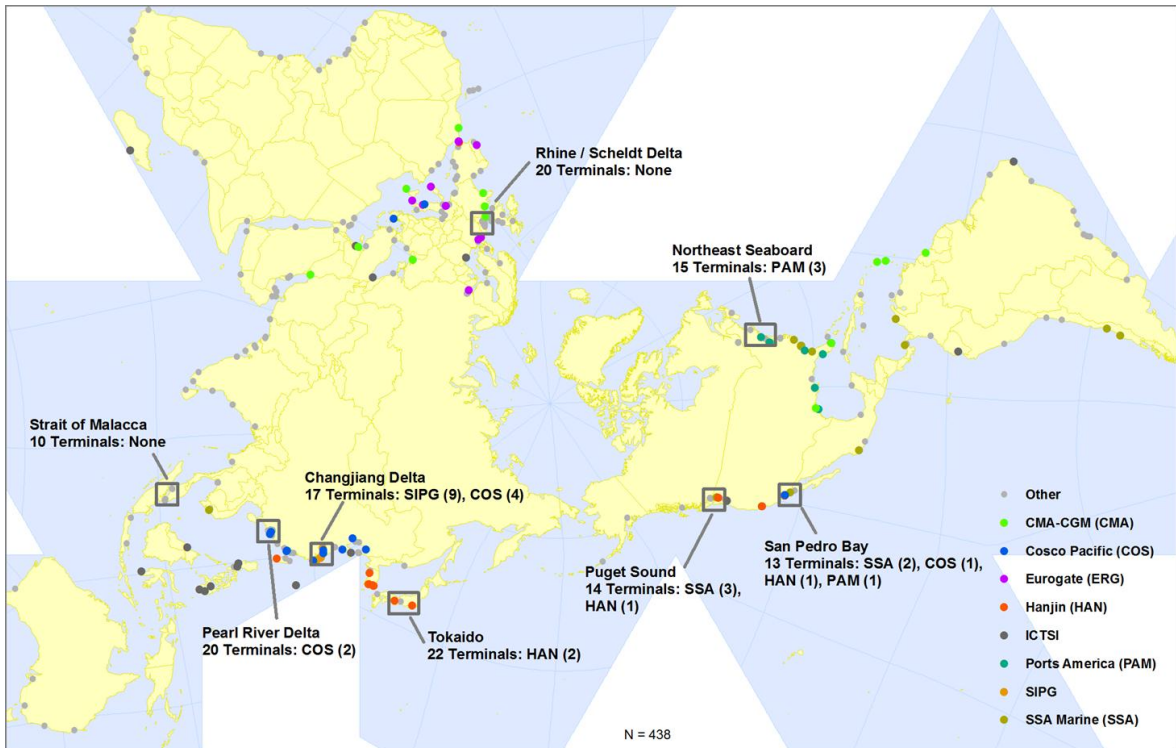 Rhine / Scheldt Delta
20 Terminals: None
Northeast Seaboard
15 Terminals: PAM (3)
Strait of Malacca
10 Terminals: None
Changjiang Delta
17 Terminals: SIPG (9), COS (4)
Pearl River Delta
20 Terminals: COS (2)
Tokaido
22 Terminals: HAN (2)
Puget Sound
14 Terminals: SSA (3),
HAN (1)
San Pedro Bay
13 Terminals: SSA (2), COS (1),
HAN (1), PAM (1)
Other
CMA-CGM (CMA)
Cosco Pacific (COS)
Eurogate (ERG)
Hanjin (HAN)
ICTSI
Ports America (PAM)
SIPG
SSA Marine (SSA)
N = 438